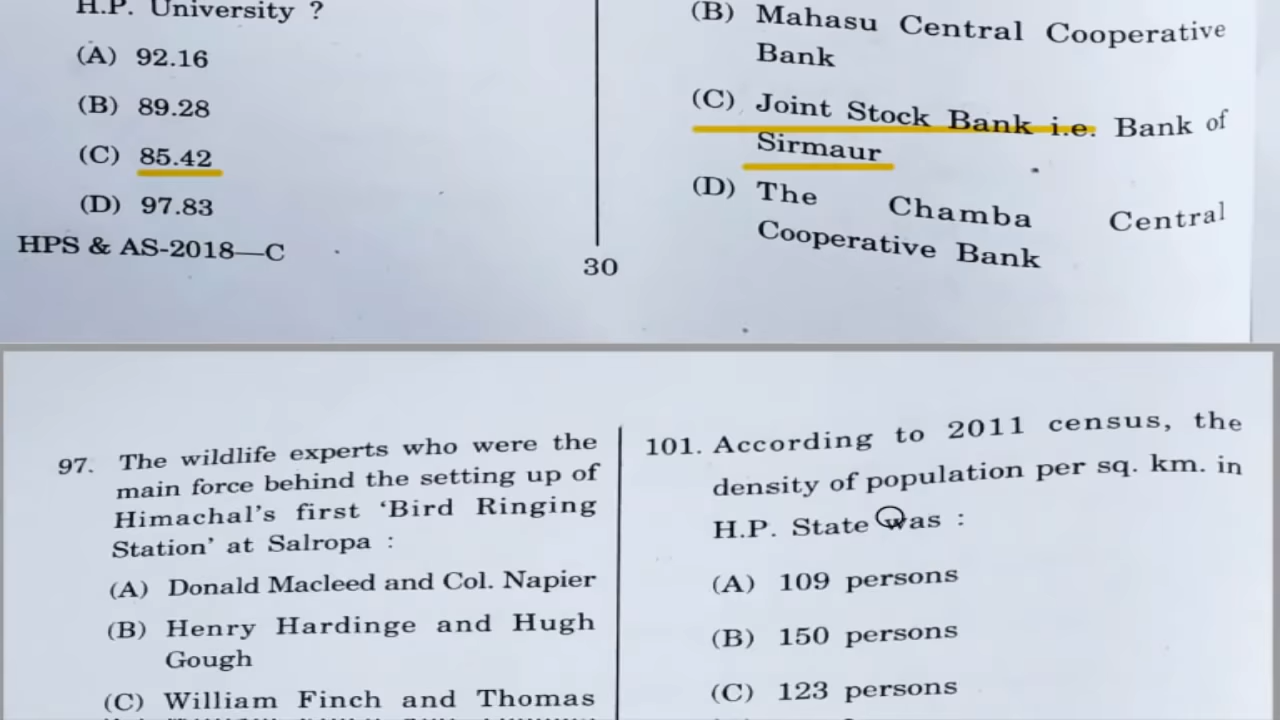 H.P. University ?
(A) 92.16
(B) 89.28
(C) 85.42
(D) 97.83
HPS & AS-2018—C
30
(B) Mahasu Central Cooperative
Bank
(C) Joint Stock Bank i.e. Bank of
Sirmaur
(D) The Chamba Central
Cooperative Bank
97. The wildlife experts who were the
main force behind the setting up of
Himachal's first 'Bird Ringing
Station' at Salropa :
(A) Donald Macleed and Col. Napier
(B) Henry Hardinge and Hugh
Gough
(C) William Finch and Thomas
101. According to 2011 census, the
density of population per sq. km. in
H.P. State was :
(A) 109 persons
(B) 150 persons
(C) 123 persons